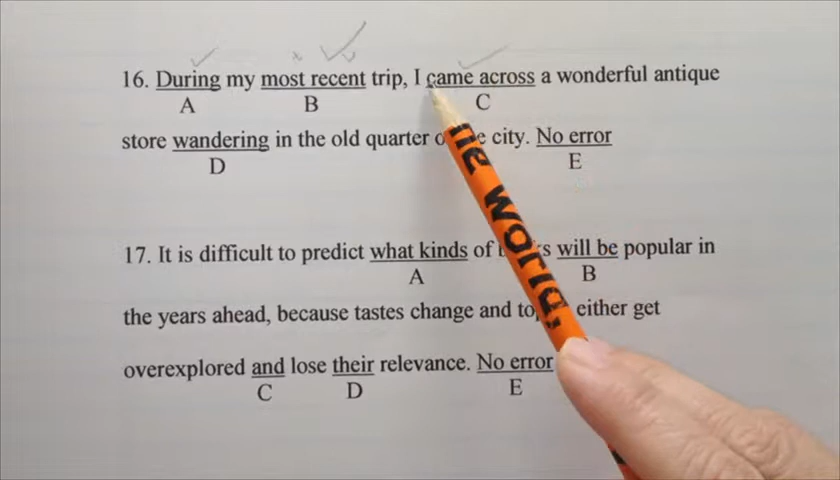 16. During my most recent trip, I came across a wonderful antique
A B C
store wandering in the old quarter city. No error
D E
17. It is difficult to predict what kinds of will be popular in
A B
the years ahead, because tastes change and either get
overexplored and lose their relevance. No error
C D E